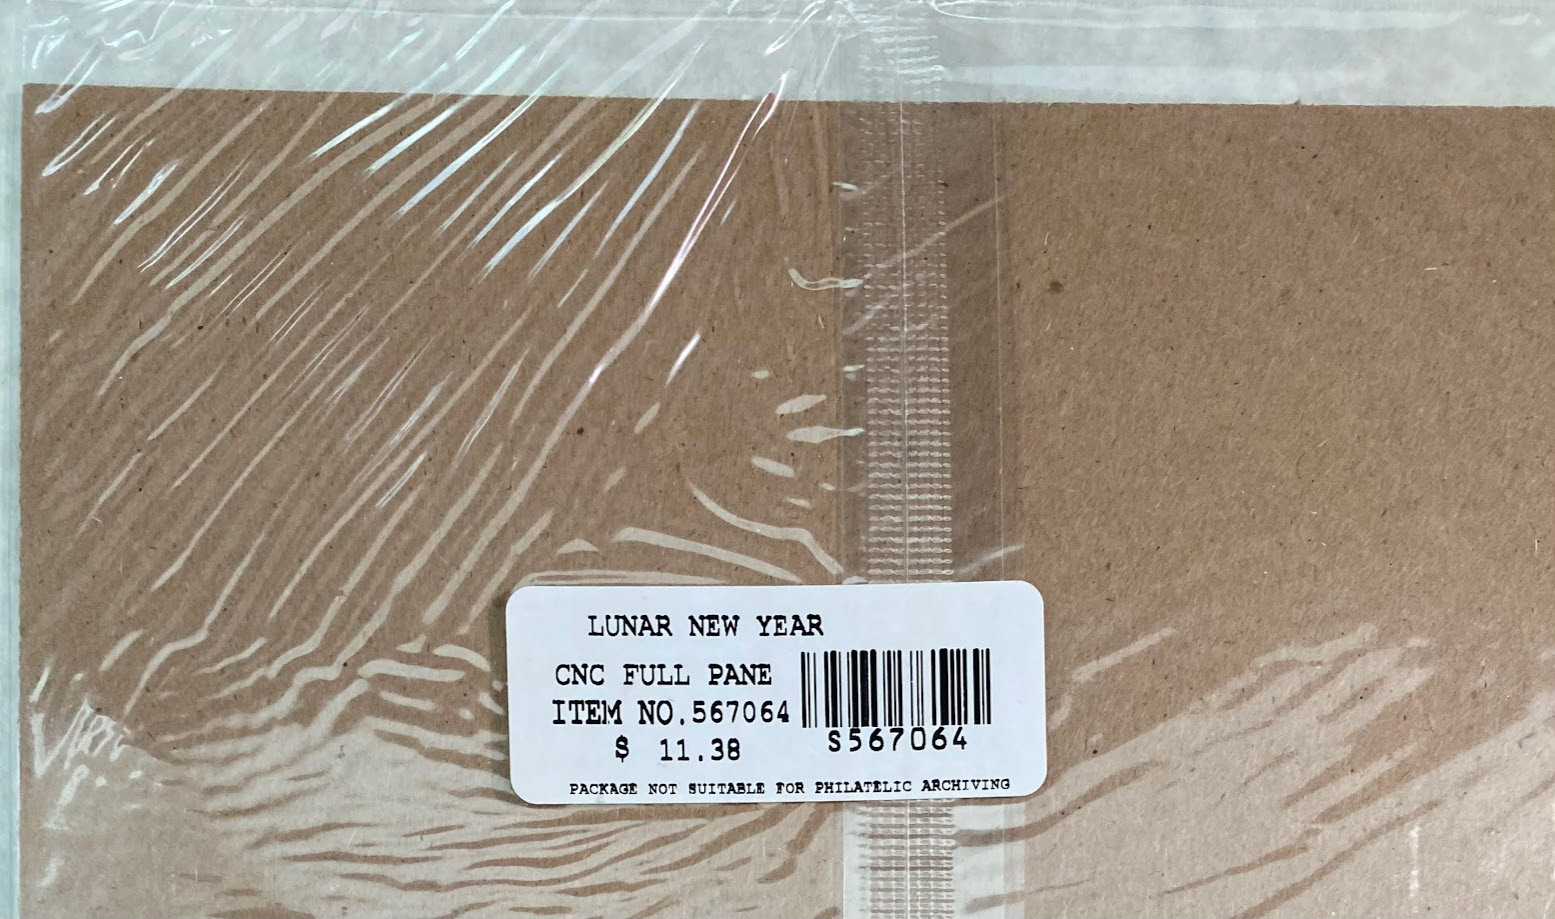 LUNAR NEW YEAR
CNC FULL PANE
ITEM NO.567064
$ 11.38
S567064
PACKAGE NOT SUITABLE FOR PHILATELIC ARCHIVING